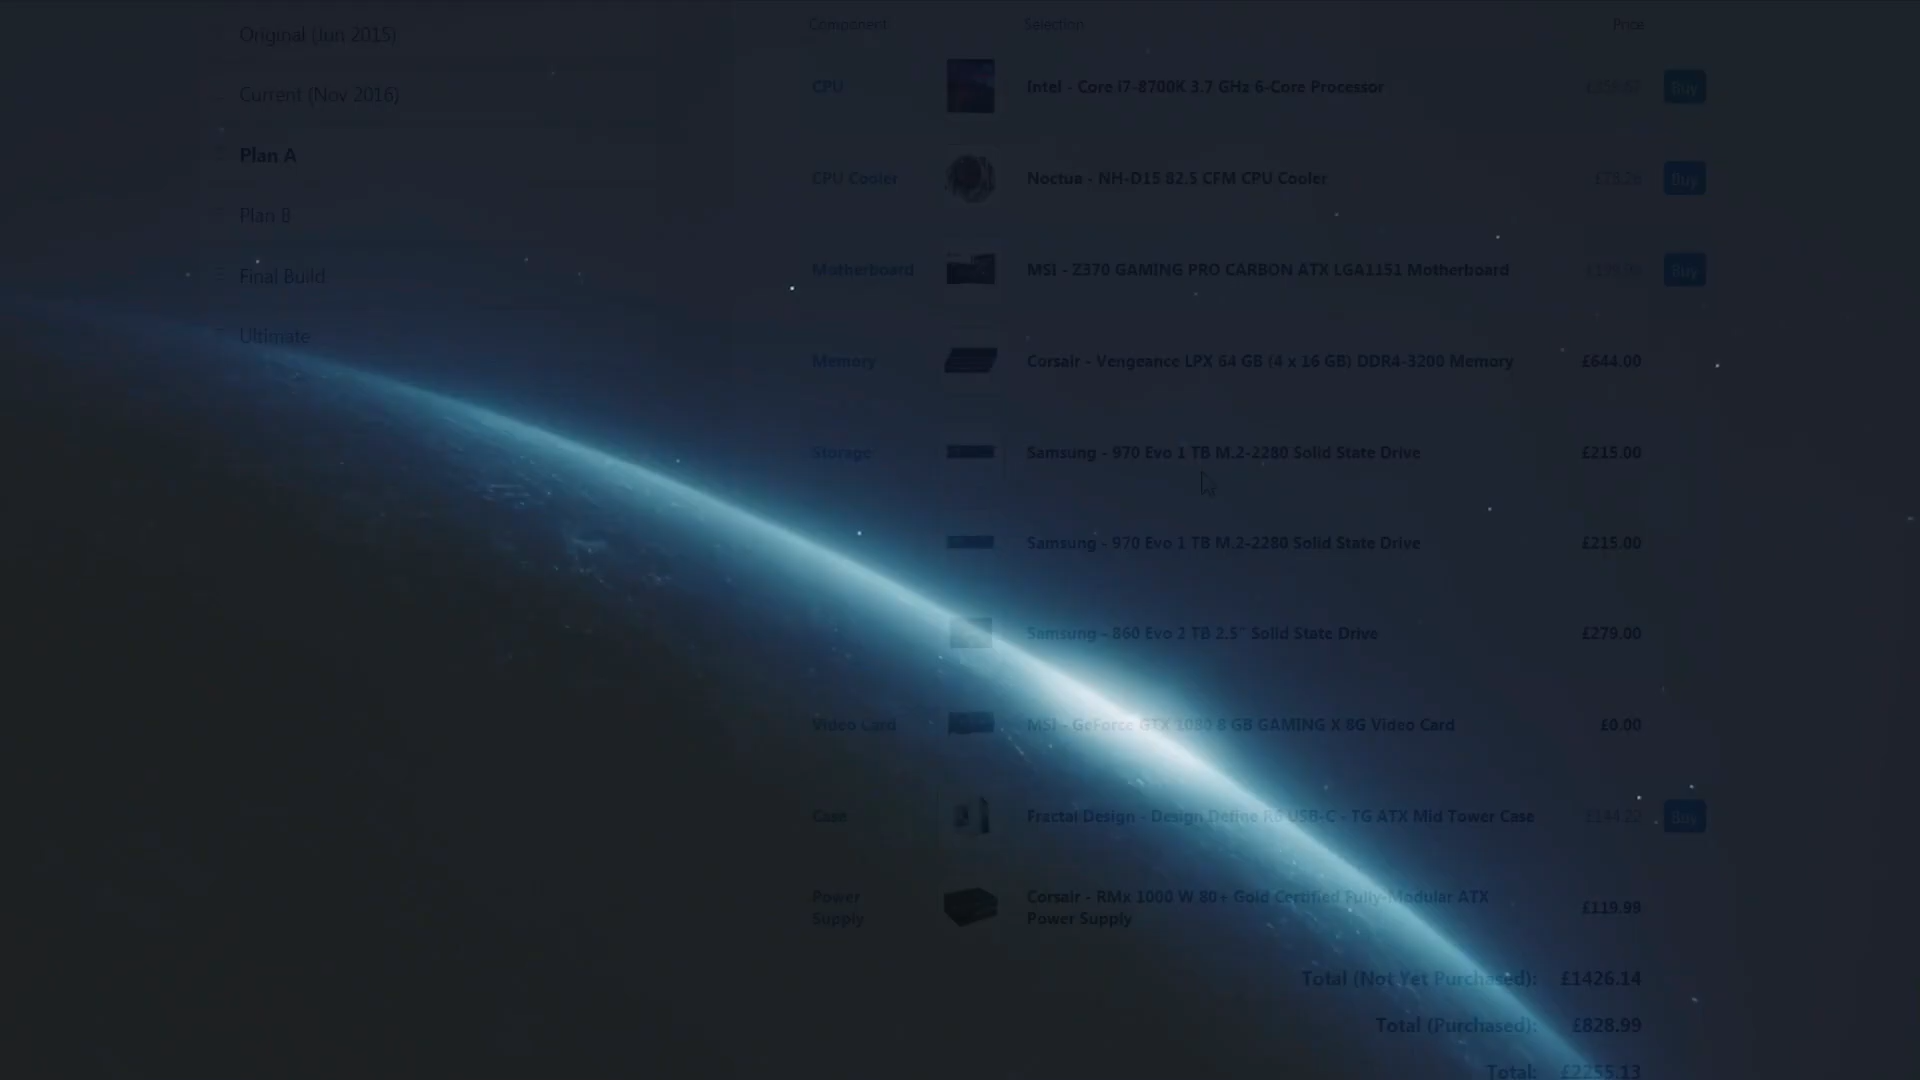 Original (Jun 2015)
Current (Nov 2016)
Plan A
Plan B
Final Build
Ultimate
Component Selection Price
CPU Intel - Core i7-8700K 3.7 GHz 6-Core Processor Buy
CPU Cooler Noctua - NH-D15 82.5 CFM CPU Cooler Buy
Motherboard MSI - Z370 GAMING PRO CARBON ATX LGA1151 Motherboard Buy
Memory Corsair - Vengeance LPX 64 GB (4 x 16 GB) DDR4-3200 Memory £644.00
Storage Samsung - 970 Evo 1 TB M.2-2280 Solid State Drive £215.00
Samsung - 970 Evo 1 TB M.2-2280 Solid State Drive £215.00
Samsung - 860 Evo 2 TB 2.5" Solid State Drive £279.00
Video Card MSI - GeForce GTX 1080 8 GB GAMING X 8G Video Card £0.00
Case Fractal Design - Design Define R6 USB-C - TG ATX Mid Tower Case Buy
Power Corsair - RMx 1000 W 80+ Gold Certified Fully-Modular ATX £119.99
Supply Power Supply
Total (Not Yet Purchased): £1426.14
Total (Purchased): £828.99
Total: £2255.13